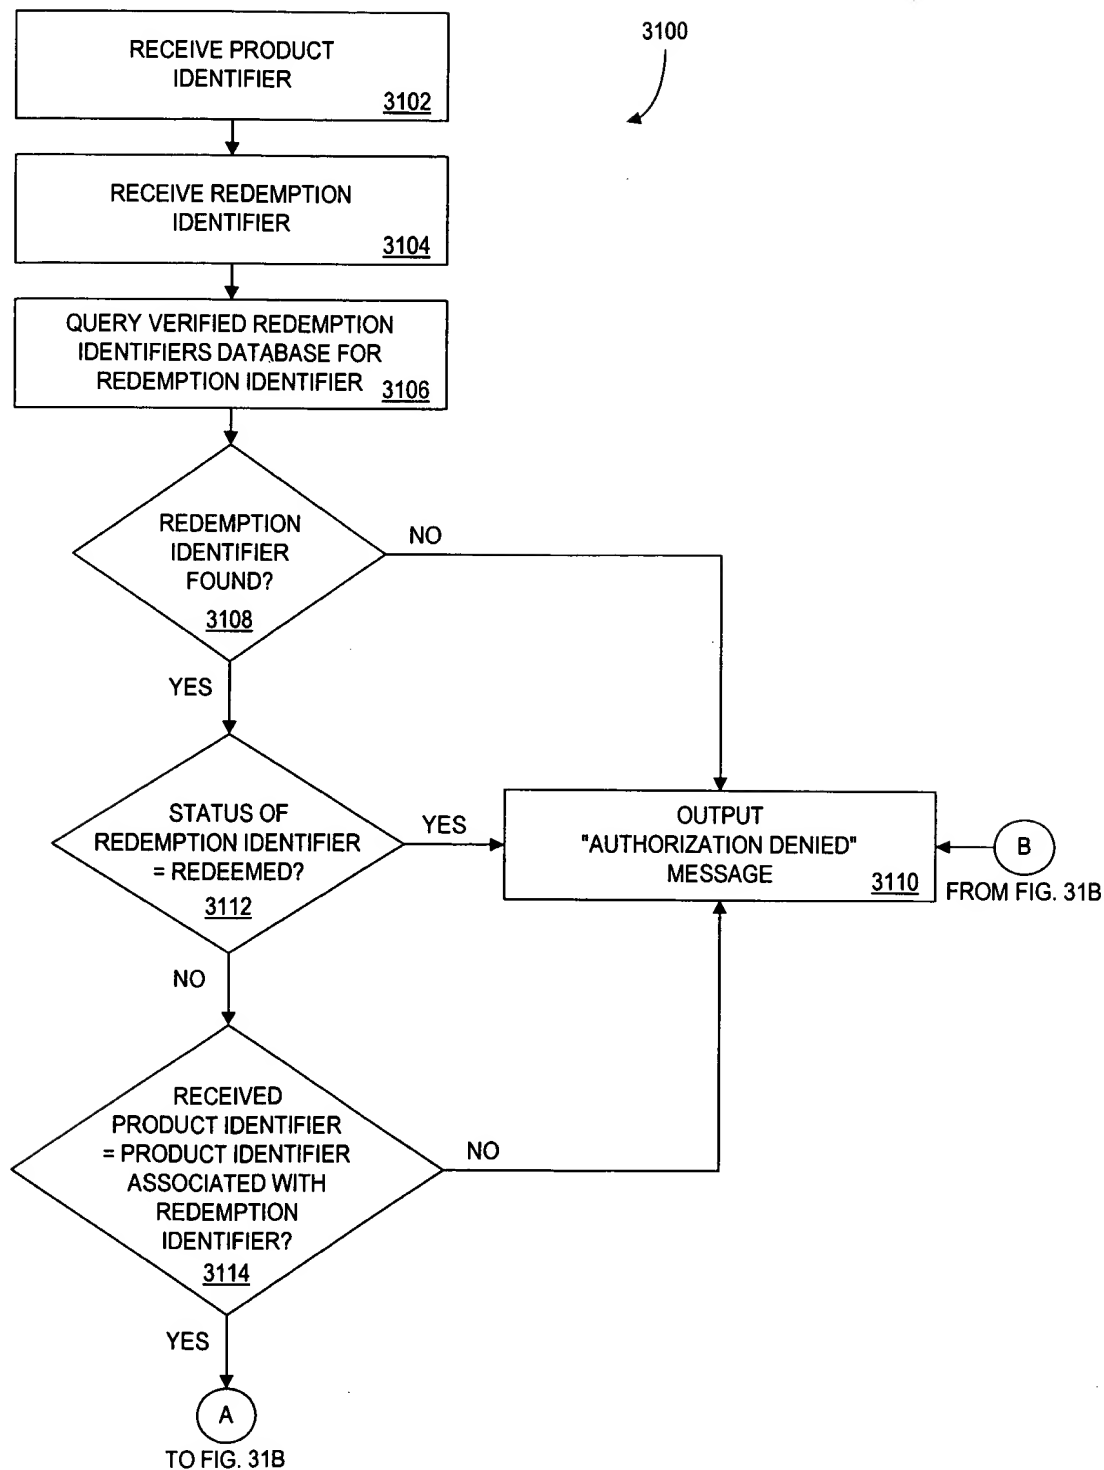 3100
RECEIVE PRODUCT
IDENTIFIER
3102
RECEIVE REDEMPTION
IDENTIFIER
3104
QUERY VERIFIED REDEMPTION
IDENTIFIERS DATABASE FOR
REDEMPTION IDENTIFIER
3106
REDEMPTION
IDENTIFIER
FOUND?
3108
NO
YES
STATUS OF
REDEMPTION IDENTIFIER
= REDEEMED?
3112
YES
OUTPUT
"AUTHORIZATION DENIED"
MESSAGE
3110
B
FROM FIG. 31B
NO
RECEIVED
PRODUCT IDENTIFIER
= PRODUCT IDENTIFIER
ASSOCIATED WITH
REDEMPTION
IDENTIFIER?
3114
NO
YES
A
TO FIG. 31B